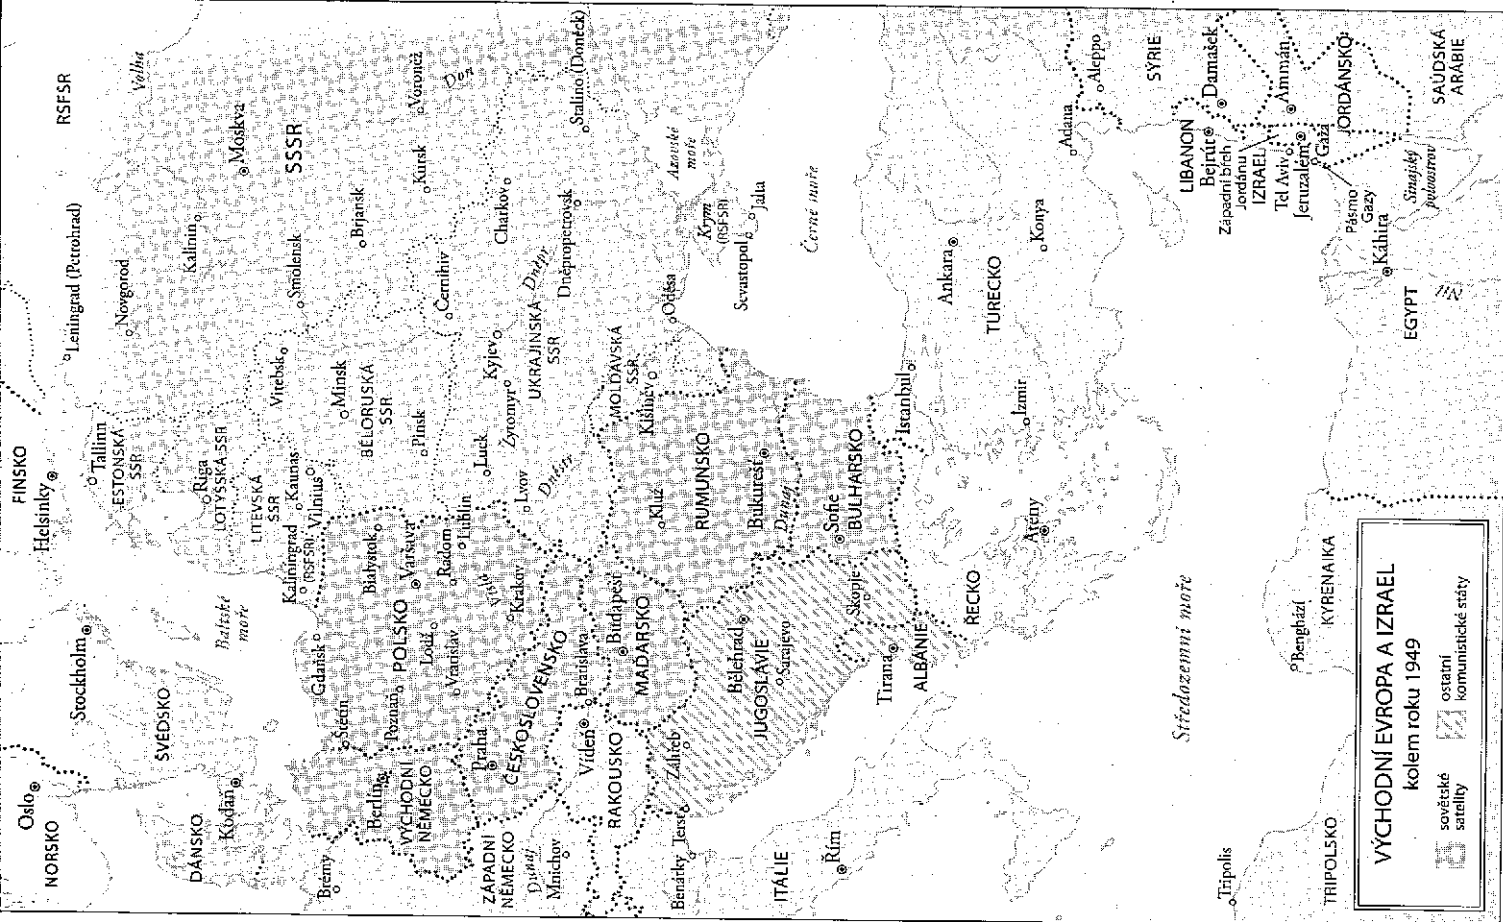 NORSKO
Oslo
ŠVÉDSKO
Stockholm
FINSKO
Helsinky
Leningrad (Petrohrad)
RSFSR
DÁNSKO
Kodaň
Baltské
moře
Tallinn
ESTONSKÁ
SSR
Novgorod
Volha
Riga
LOTYŠSKÁ SSR
Kalinin
Moskva
LITEVSKÁ
SSR
Kaunas
Vilnius
Vitebsk
Smolensk
SSSR
Kaliningrad
(RSFSR)
Brémy
Berlín
VÝCHODNÍ
NĚMECKO
Štětín
Gdaňsk
Poznaň
POLSKO
Białystok
Varšava
Lodž
Radom
Lublin
Vratislav
Visla
Krakov
Minsk
BĚLORUSKÁ
SSR
Pinsk
Brjansk
Kursk
Voroněž
Don
Černihiv
ZÁPADNÍ
NĚMECKO
Dunaj
Mnichov
Praha
ČESKOSLOVENSKO
Luck
Lvov
Dněstr
Žytomyr
Kyjev
UKRAJINSKÁ
SSR
Dněpr
Charkov
Dněpropetrovsk
Stalino (Doněck)
Vídeň
Bratislava
RAKOUSKO
Budapešť
MAĎARSKO
MOLDAVSKÁ
SSR
Kišiněv
Oděsa
Azovské
moře
Krym
(RSFSR)
Sevastopol
Jalta
Benátky
Terst
Záhřeb
Bělehrad
JUGOSLÁVIE
Sarajevo
Kluž
RUMUNSKO
Bukurešť
Dunaj
Černé moře
ITÁLIE
Řím
Skopje
Sofie
BULHARSKO
Tirana
ALBÁNIE
Istanbul
Ankara
TURECKO
Konya
Izmir
Adana
Aleppo
ŘECKO
Atény
SÝRIE
Středozemní moře
LIBANON
Bejrút
Damašek
Západní břeh
Jordánu
IZRAEL
Tel Aviv
Jeruzalém
Gaza
Ammán
JORDÁNSKO
Pásmo
Gazy
Sinajský
poloostrov
SAUDSKÁ
ARÁBIE
Káhira
Nil
EGYPT
Tripolis
TRIPOLSKO
Benghází
KYRENAIKA
VÝCHODNÍ EVROPA A IZRAEL
kolem roku 1949
sovětské
satelity
ostatní
komunistické státy